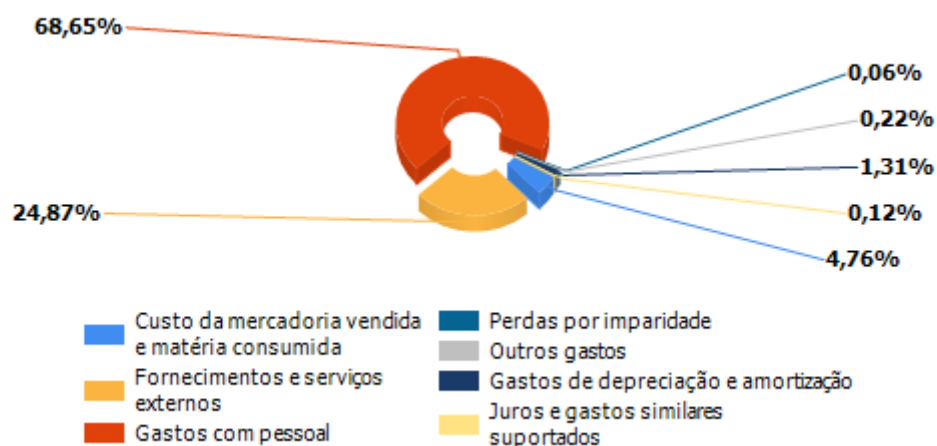 68,65%
0,06%
0,22%
1,31%
24,87%
0,12%
4,76%
Custo da mercadoria vendida
e matéria consumida
Fornecimentos e serviços
externos
Gastos com pessoal
Perdas por imparidade
Outros gastos
Gastos de depreciação e amortização
Juros e gastos similares
suportados